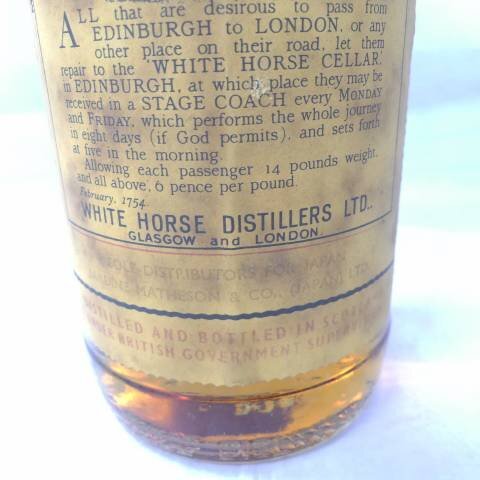 ALL that are desirous to pass from
EDINBURGH to LONDON, or any
other place on their road, let them
repair to the 'WHITE HORSE CELLAR'
in EDINBURGH, at which place they may be
received in a STAGE COACH every MONDAY
and FRIDAY, which performs the whole journey
in eight days (if God permits), and sets forth
at five in the morning.
Allowing each passenger 14 pounds weight,
and all above, 6 pence per pound.
February, 1754.
WHITE HORSE DISTILLERS LTD.,
GLASGOW and LONDON.
SOLE DISTRIBUTORS FOR JAPAN
MATHESON & CO., (JAPAN) LTD.
DISTILLED AND BOTTLED IN SCOTLAND
UNDER BRITISH GOVERNMENT SUPERVISION